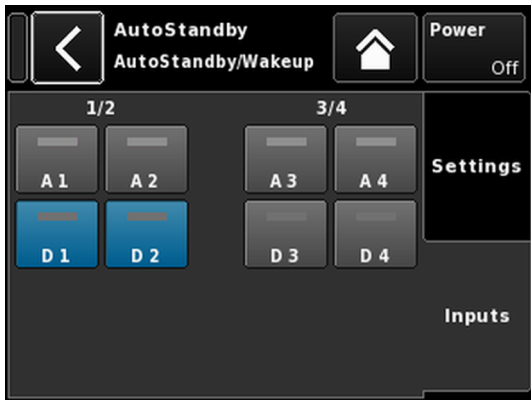 AutoStandby
AutoStandby/Wakeup
Power
Off
1/2
3/4
A 1
A 2
A 3
A 4
D 1
D 2
D 3
D 4
Settings
Inputs